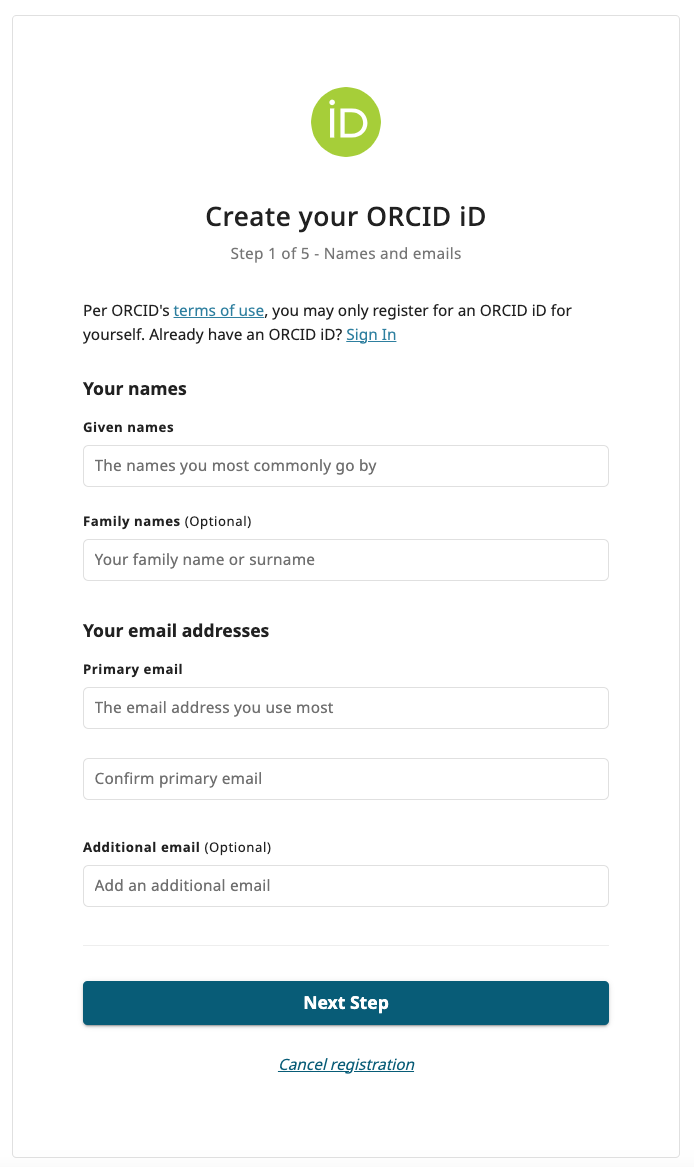 iD
Create your ORCID iD
Step 1 of 5 - Names and emails
Per ORCID's terms of use, you may only register for an ORCID iD for
yourself. Already have an ORCID iD? Sign In
Your names
Given names
The names you most commonly go by
Family names (Optional)
Your family name or surname
Your email addresses
Primary email
The email address you use most
Confirm primary email
Additional email (Optional)
Add an additional email
Next Step
Cancel registration